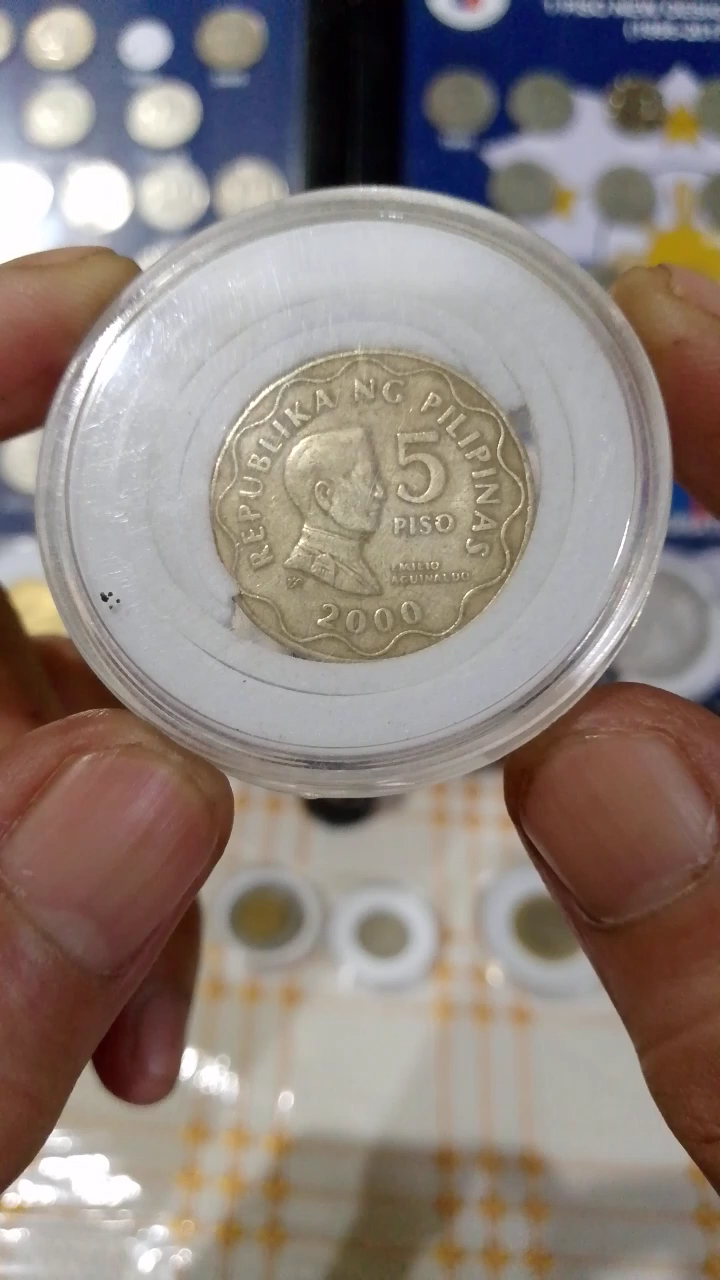 REPUBLIKA NG PILIPINAS
5
PISO
EMILIO
AGUINALDO
2000